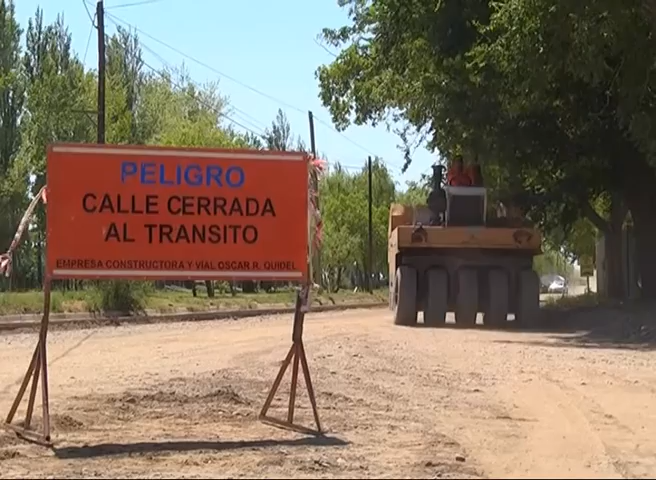 PELIGRO
CALLE CERRADA
AL TRANSITO
EMPRESA CONSTRUCTORA Y VIAL OSCAR R. QUIDEL